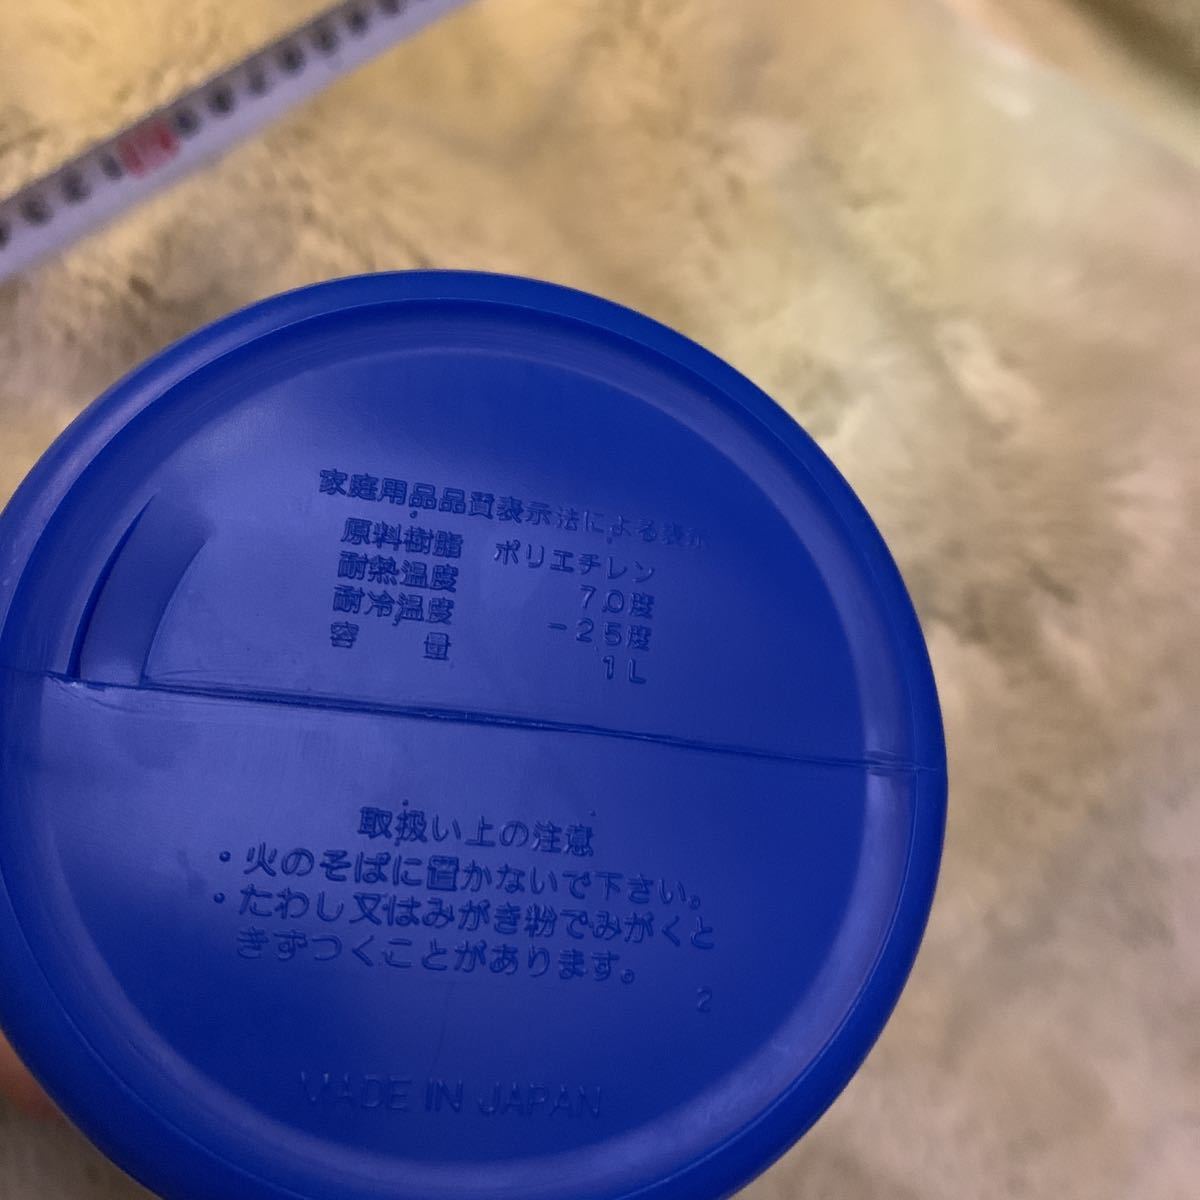 家庭用品品質表示法による表示
原料樹脂 ポリエチレン
耐熱温度 70度
耐冷温度 -25度
容量 1L
取扱い上の注意
・火のそばに置かないで下さい。
・たわし又はみがき粉でみがくと
きずつくことがあります。
2
MADE IN JAPAN